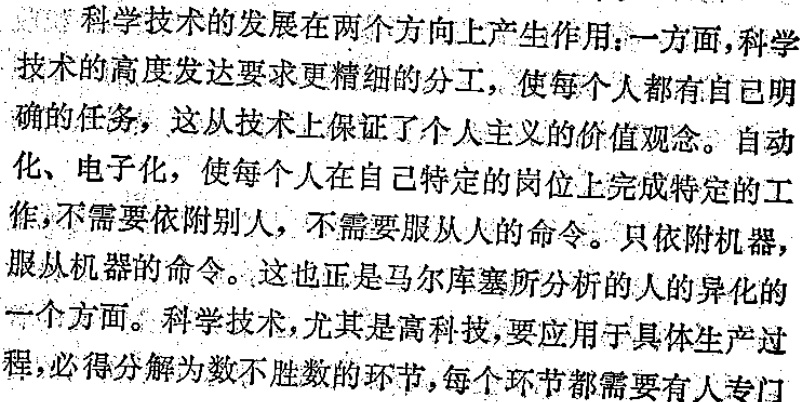 科学技术的发展在两个方向上产生作用：一方面，科学
技术的高度发达要求更精细的分工，使每个人都有自己明
确的任务，这从技术上保证了个人主义的价值观念。自动
化、电子化，使每个人在自己特定的岗位上完成特定的工
作，不需要依附别人，不需要服从人的命令。只依附机器，
服从机器的命令。这也正是马尔库塞所分析的人的异化的
一个方面。科学技术，尤其是高科技，要应用于具体生产过
程，必得分解为数不胜数的环节，每个环节都需要有人专门